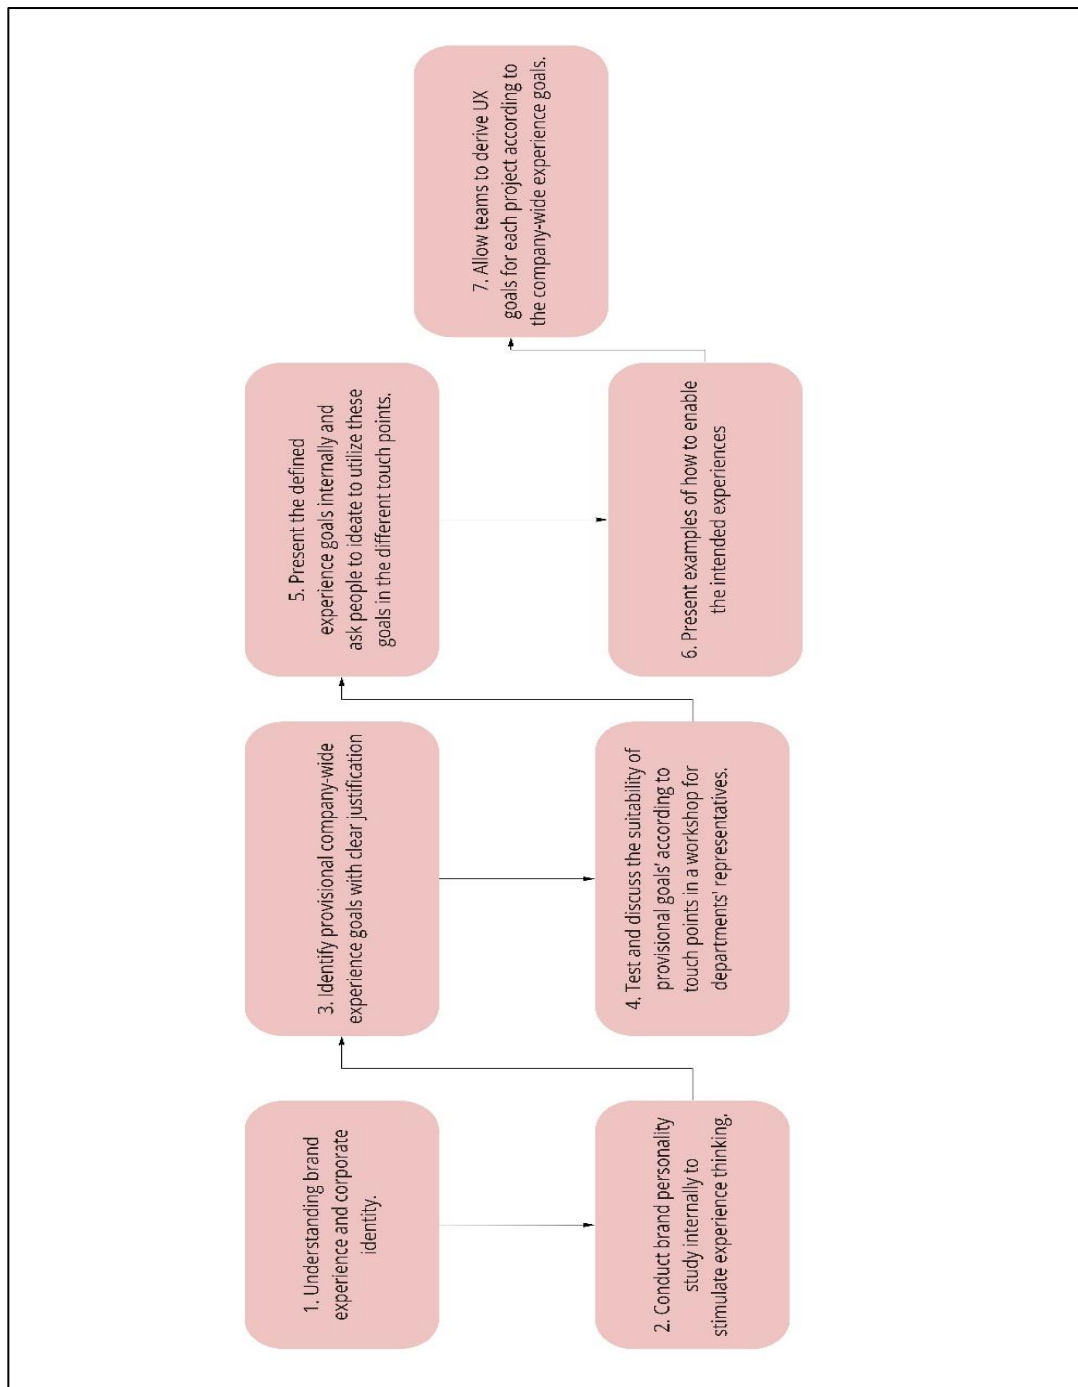 1. Understanding brand
experience and corporate
identity.
2. Conduct brand personality
study internally to
stimulate experience thinking,
3. Identify provisional company-wide
experience goals with clear justification
4. Test and discuss the suitability of
provisional goals’ according to
touch points in a workshop for
departments' representatives.
5. Present the defined
experience goals internally and
ask people to ideate to utilize these
goals in the different touch points.
6. Present examples of how to enable
the intended experiences
7. Allow teams to derive UX
goals for each project according to
the company-wide experience goals.